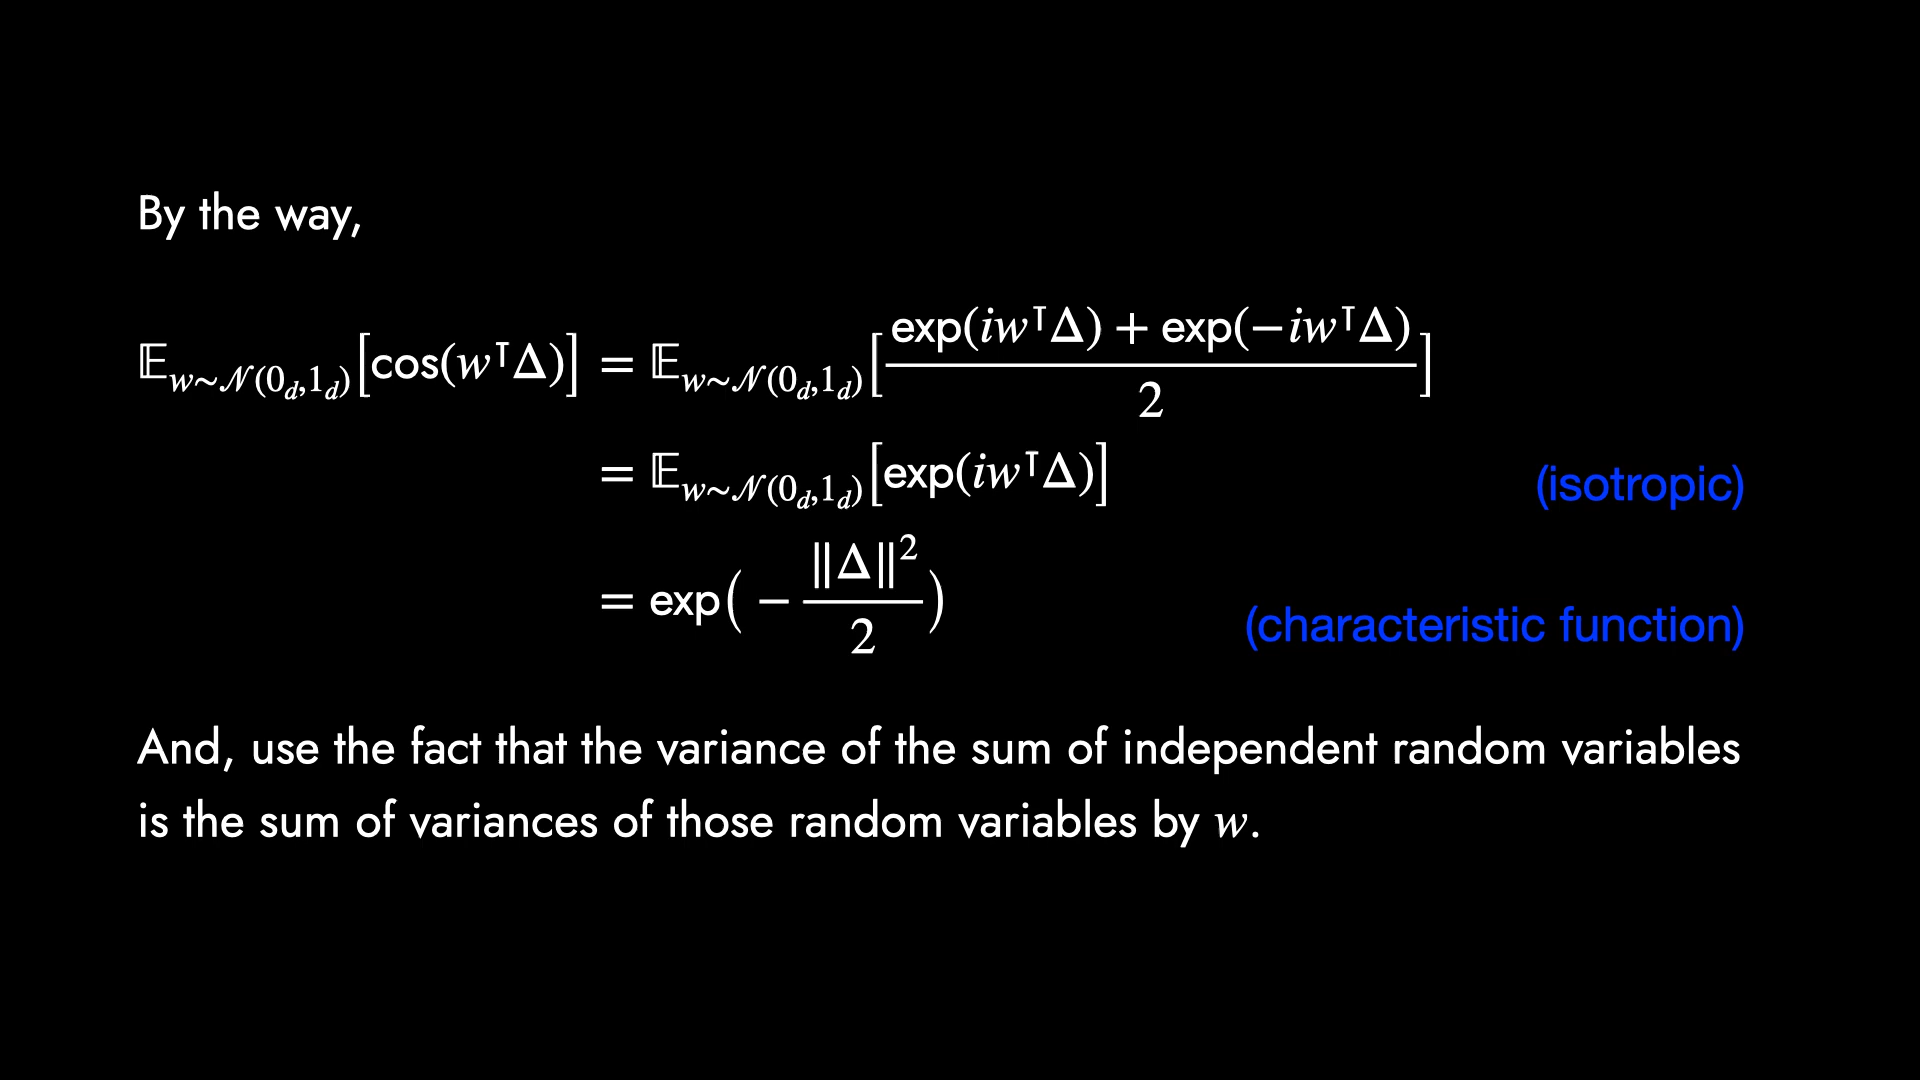 By the way,
𝔼_{w∼𝒩(0_d,1_d)}[cos(w^⊺Δ)] = 𝔼_{w∼𝒩(0_d,1_d)}[(exp(iw^⊺Δ) + exp(−iw^⊺Δ))/2]
= 𝔼_{w∼𝒩(0_d,1_d)}[exp(iw^⊺Δ)] (isotropic)
= exp(−‖Δ‖²/2) (characteristic function)
And, use the fact that the variance of the sum of independent random variables
is the sum of variances of those random variables by w.